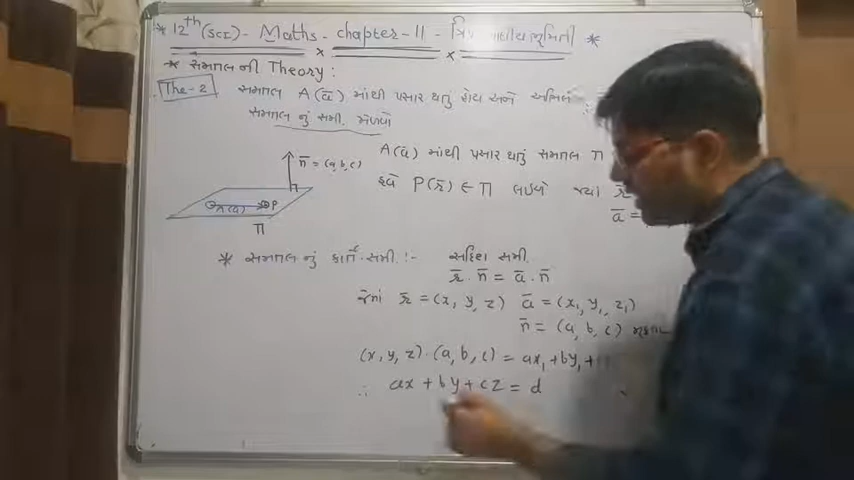 * 12th (SCI) - Maths - chapter - 11 - ત્રિ ભૂમિતી *
* સમતલ ની Theory :
The-2 સમતલ A(a̅) માંથી પસાર થતું હોય અને
સમતલ નું સમી. મેળવો
A(a̅) માંથી પસાર થતું સમતલ π
n̅ = (a, b, c)
હવે P(r̅) ∈ π લઈએ જ્યાં r̅
a̅ =
A(a̅) P
π
* સમતલ નું કાર્તે. સમી. :- સદિશ સમી.
r̅ . n̅ = a̅ . n̅
જેમાં r̅ = (x, y, z) a̅ = (x₁, y₁, z₁)
n̅ = (a, b, c)
(x, y, z) . (a, b, c) = ax₁ + by₁ +
∴ ax + by + cz = d